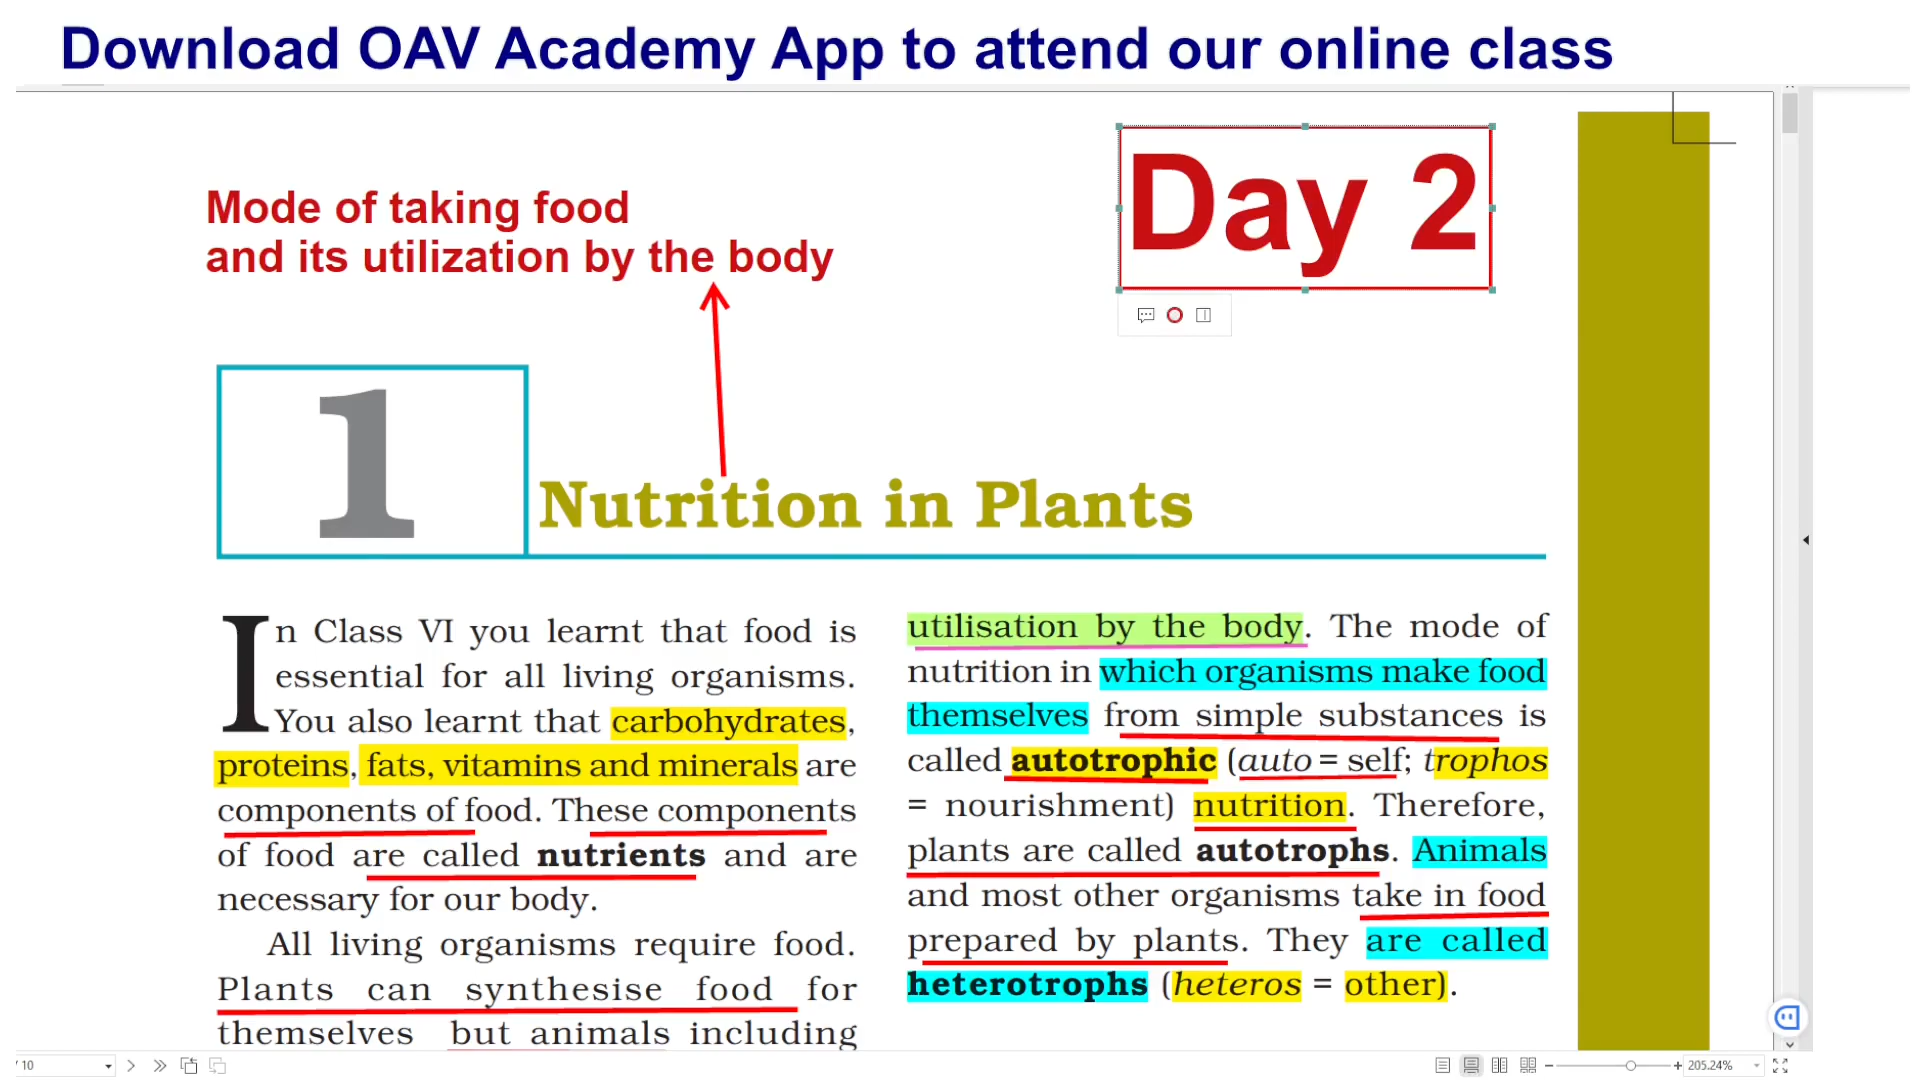 Download OAV Academy App to attend our online class
Day 2
Mode of taking food
and its utilization by the body
1
Nutrition in Plants
In Class VI you learnt that food is
essential for all living organisms.
You also learnt that carbohydrates,
proteins, fats, vitamins and minerals are
components of food. These components
of food are called nutrients and are
necessary for our body.
All living organisms require food.
Plants can synthesise food for
themselves but animals including
utilisation by the body. The mode of
nutrition in which organisms make food
themselves from simple substances is
called autotrophic (auto = self; trophos
= nourishment) nutrition. Therefore,
plants are called autotrophs. Animals
and most other organisms take in food
prepared by plants. They are called
heterotrophs (heteros = other).
/ 10
205.24%